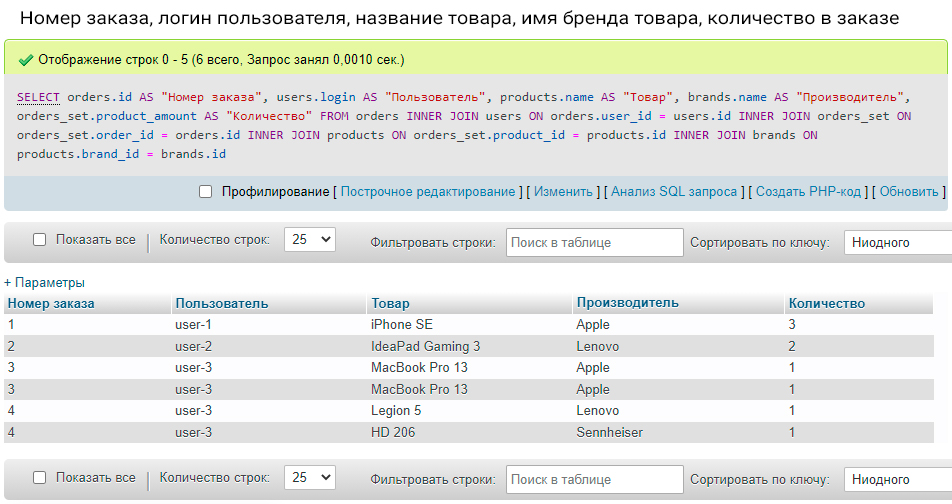 Номер заказа, логин пользователя, название товара, имя бренда товара, количество в заказе
Отображение строк 0 - 5 (6 всего, Запрос занял 0,0010 сек.)
SELECT orders.id AS "Номер заказа", users.login AS "Пользователь", products.name AS "Товар", brands.name AS "Производитель",
orders_set.product_amount AS "Количество" FROM orders INNER JOIN users ON orders.user_id = users.id INNER JOIN orders_set ON
orders_set.order_id = orders.id INNER JOIN products ON orders_set.product_id = products.id INNER JOIN brands ON
products.brand_id = brands.id
Профилирование [ Построчное редактирование ] [ Изменить ] [ Анализ SQL запроса ] [ Создать PHP-код ] [ Обновить ]
Показать все | Количество строк: 25 Фильтровать строки: Поиск в таблице Сортировать по ключу: Ниодного
+ Параметры
Номер заказа Пользователь Товар Производитель Количество
1 user-1 iPhone SE Apple 3
2 user-2 IdeaPad Gaming 3 Lenovo 2
3 user-3 MacBook Pro 13 Apple 1
3 user-3 MacBook Pro 13 Apple 1
4 user-3 Legion 5 Lenovo 1
4 user-3 HD 206 Sennheiser 1
Показать все | Количество строк: 25 Фильтровать строки: Поиск в таблице Сортировать по ключу: Ниодного